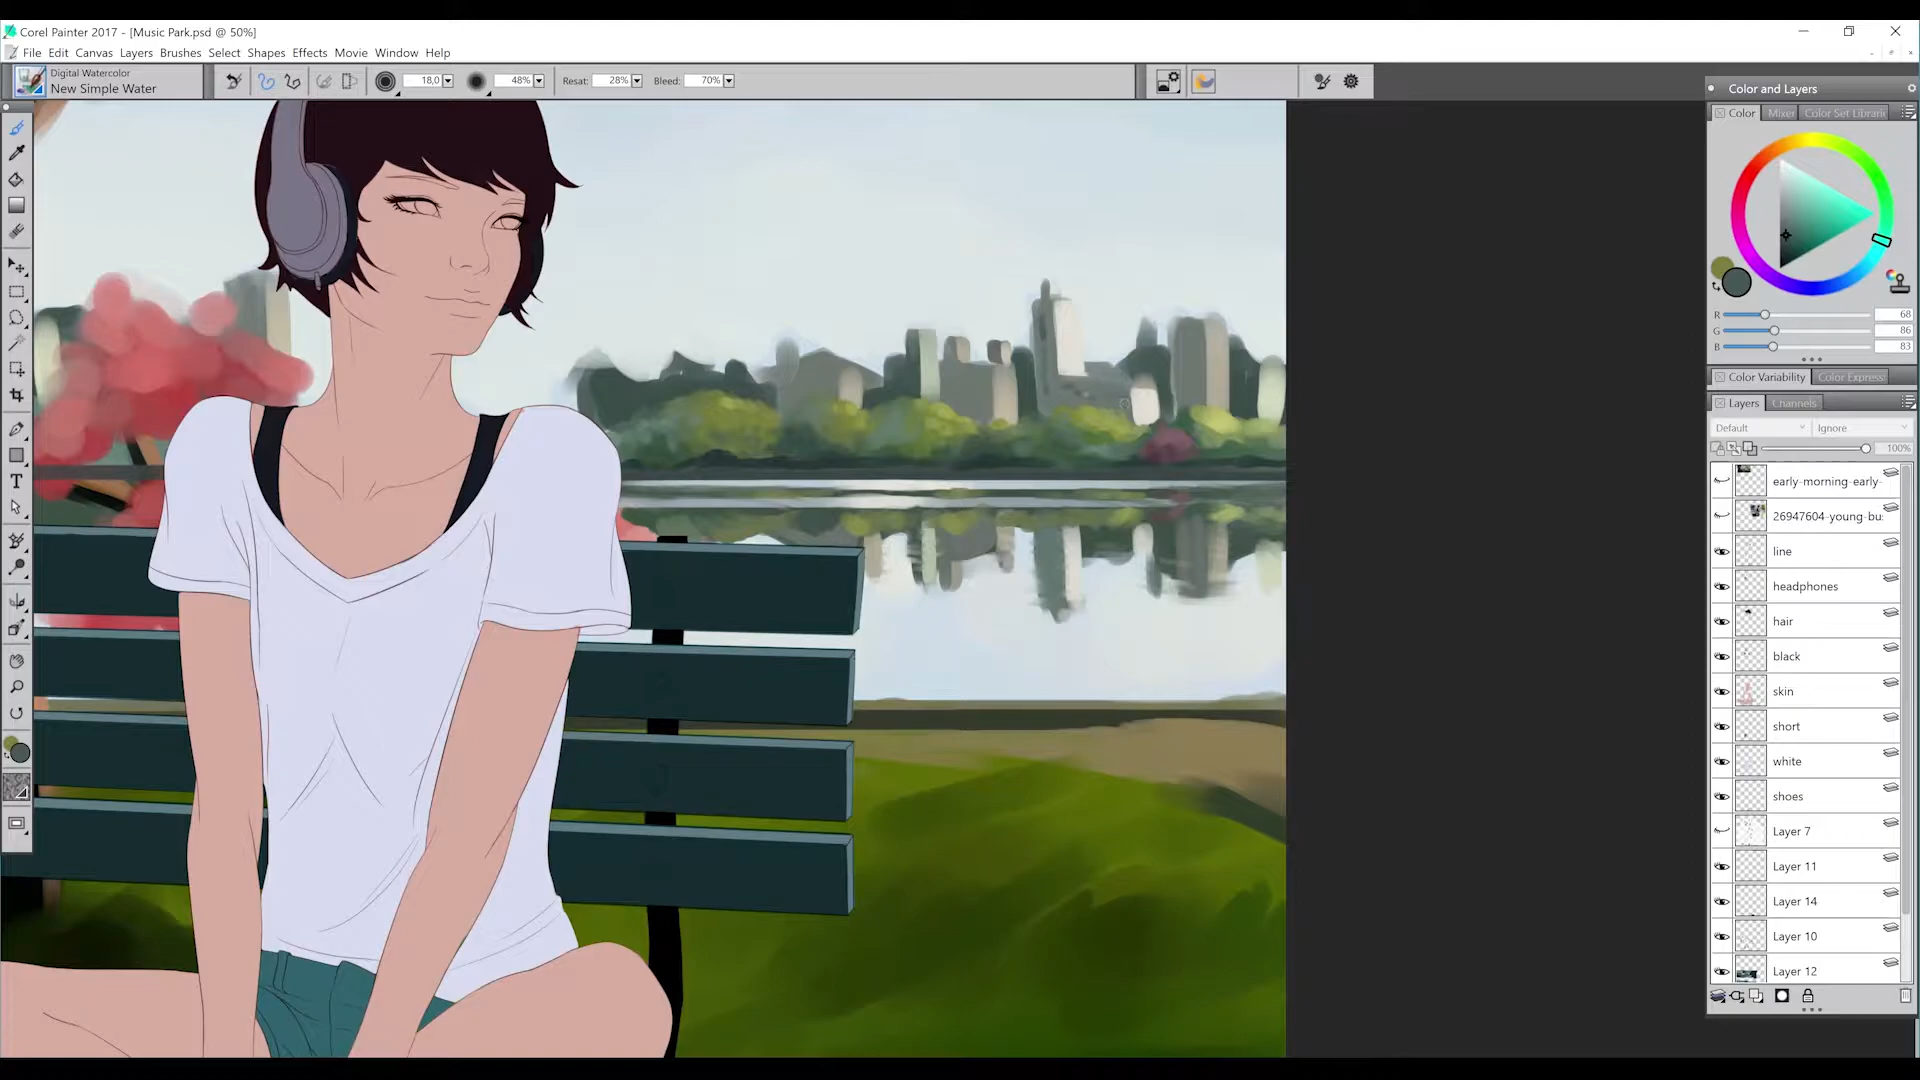 Corel Painter 2017 - [Music Park.psd @ 50%]
File Edit Canvas Layers Brushes Select Shapes Effects Movie Window Help
Digital Watercolor
New Simple Water
18,0 48% Resat: 28% Bleed: 70%
Color and Layers
Color Mixer Color Set Librari
R 68
G 86
B 83
Color Variability Color Express
Layers Channels
Default Ignore
100%
early-morning-early-
26947604-young-bu
line
headphones
hair
black
skin
short
white
shoes
Layer 7
Layer 11
Layer 14
Layer 10
Layer 12
T